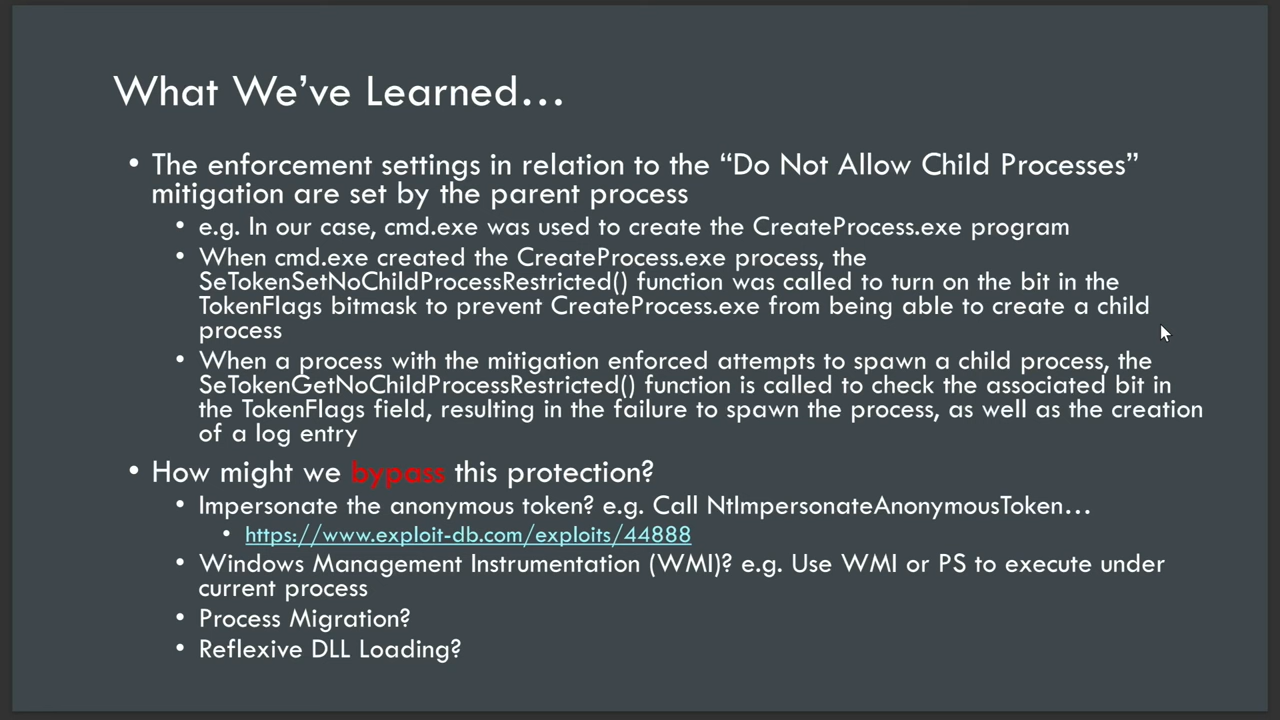 What We've Learned…
• The enforcement settings in relation to the “Do Not Allow Child Processes”
mitigation are set by the parent process
• e.g. In our case, cmd.exe was used to create the CreateProcess.exe program
• When cmd.exe created the CreateProcess.exe process, the
SeTokenSetNoChildProcessRestricted() function was called to turn on the bit in the
TokenFlags bitmask to prevent CreateProcess.exe from being able to create a child
process
• When a process with the mitigation enforced attempts to spawn a child process, the
SeTokenGetNoChildProcessRestricted() function is called to check the associated bit in
the TokenFlags field, resulting in the failure to spawn the process, as well as the creation
of a log entry
• How might we bypass this protection?
• Impersonate the anonymous token? e.g. Call NtImpersonateAnonymousToken…
• https://www.exploit-db.com/exploits/44888
• Windows Management Instrumentation (WMI)? e.g. Use WMI or PS to execute under
current process
• Process Migration?
• Reflexive DLL Loading?